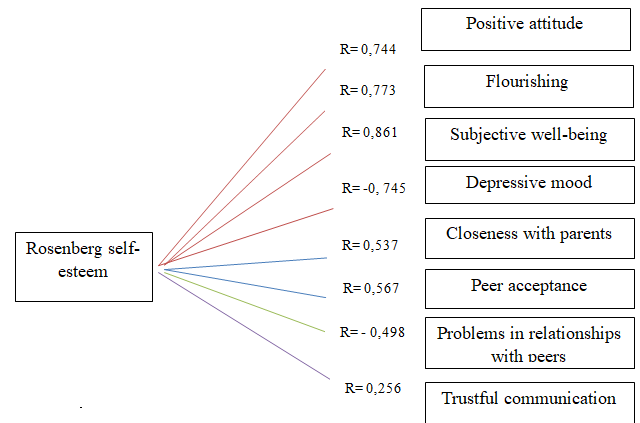 Positive attitude
R= 0,744
Flourishing
R= 0,773
Subjective well-being
R= 0,861
Depressive mood
R= -0, 745
Rosenberg self-
esteem
Closeness with parents
R= 0,537
Peer acceptance
R= 0,567
Problems in relationships
with peers
R= - 0,498
Trustful communication
R= 0,256
.